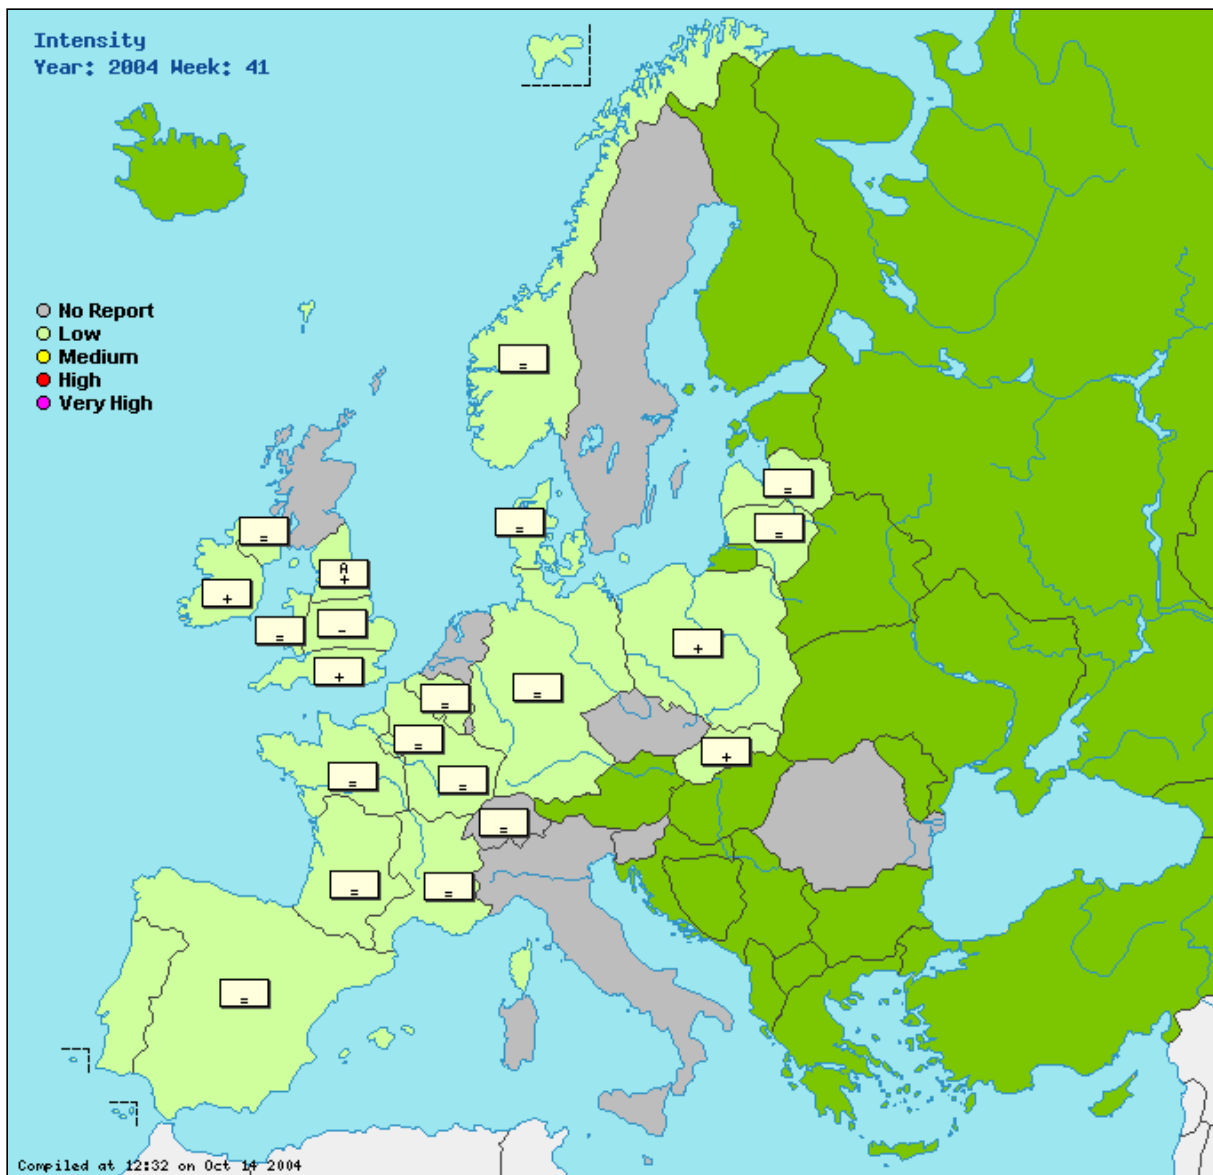 Intensity
Year: 2004 Week: 41
No Report
Low
Medium
High
Very High
=
=
=
=
=
A
+
+
=
-
+
+
=
=
=
+
=
=
=
=
=
=
Compiled at 12:32 on Oct 14 2004